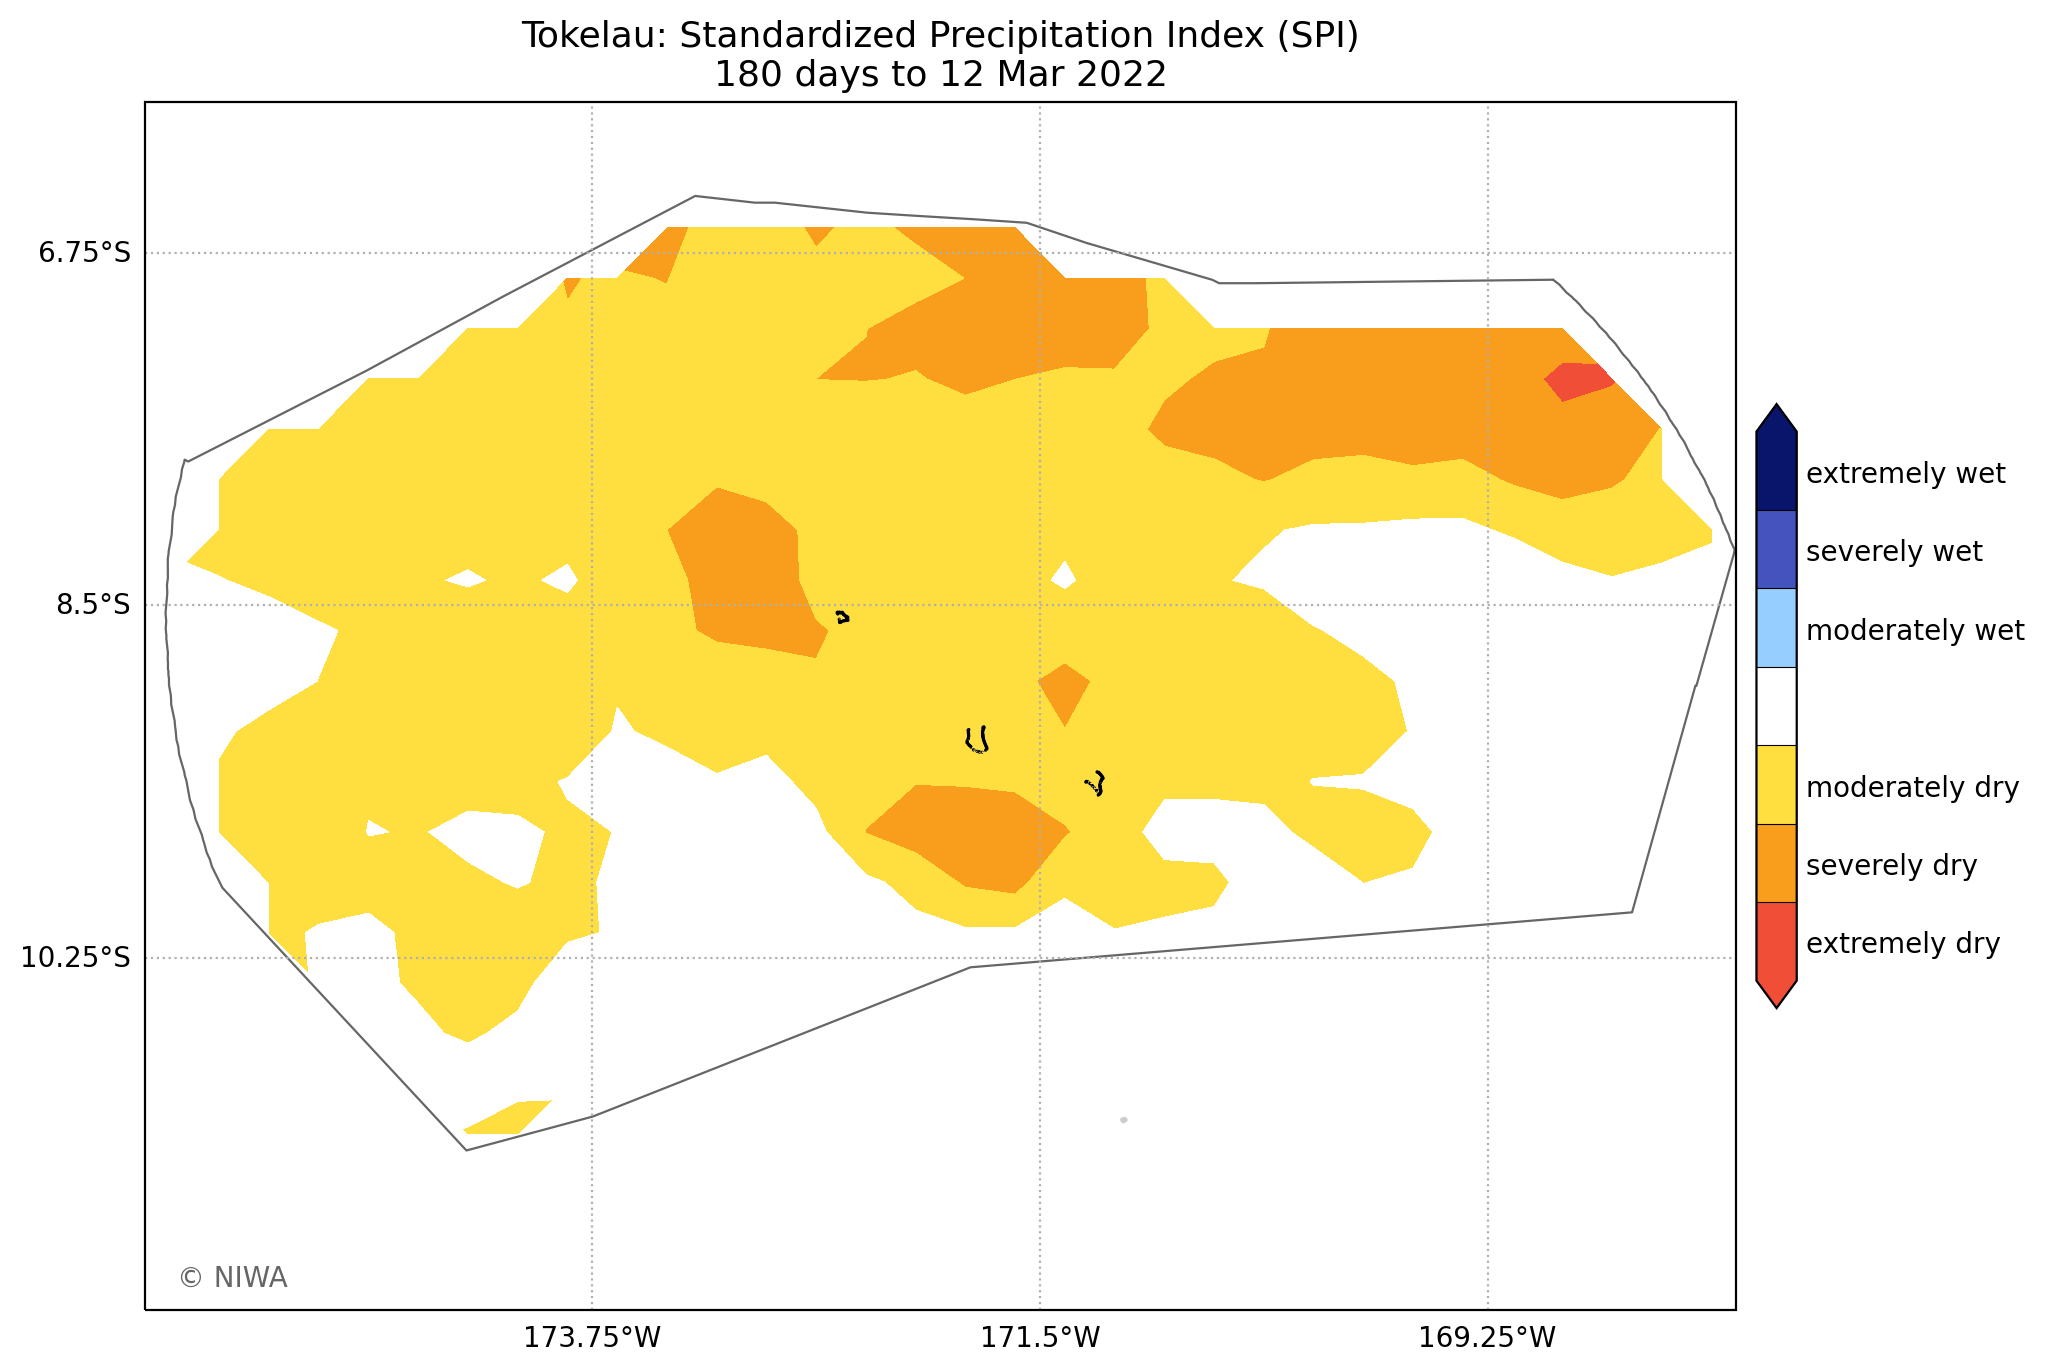 Tokelau: Standardized Precipitation Index (SPI)
180 days to 12 Mar 2022
6.75°S
8.5°S
10.25°S
173.75°W
171.5°W
169.25°W
extremely wet
severely wet
moderately wet
moderately dry
severely dry
extremely dry
© NIWA